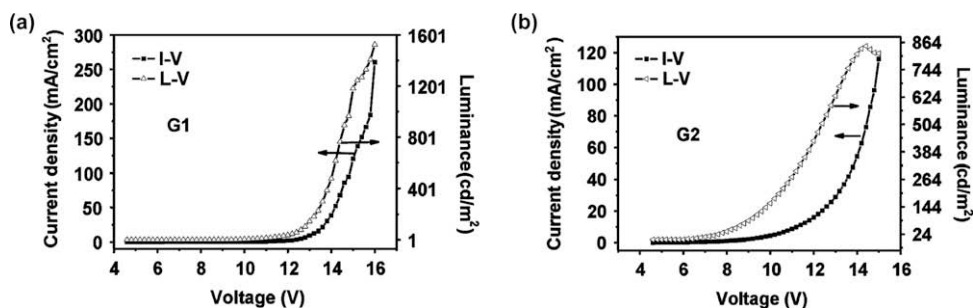 (a)
Current density (mA/cm²)
300
250
200
150
100
50
0
I-V
L-V
G1
1601
1201
801
401
1
Luminance(cd/m²)
4 6 8 10 12 14 16
Voltage (V)
(b)
Current density (mA/cm²)
120
100
80
60
40
20
0
I-V
L-V
G2
864
744
624
504
384
264
144
24
Luminance (cd/m²)
4 6 8 10 12 14 16
Voltage (V)